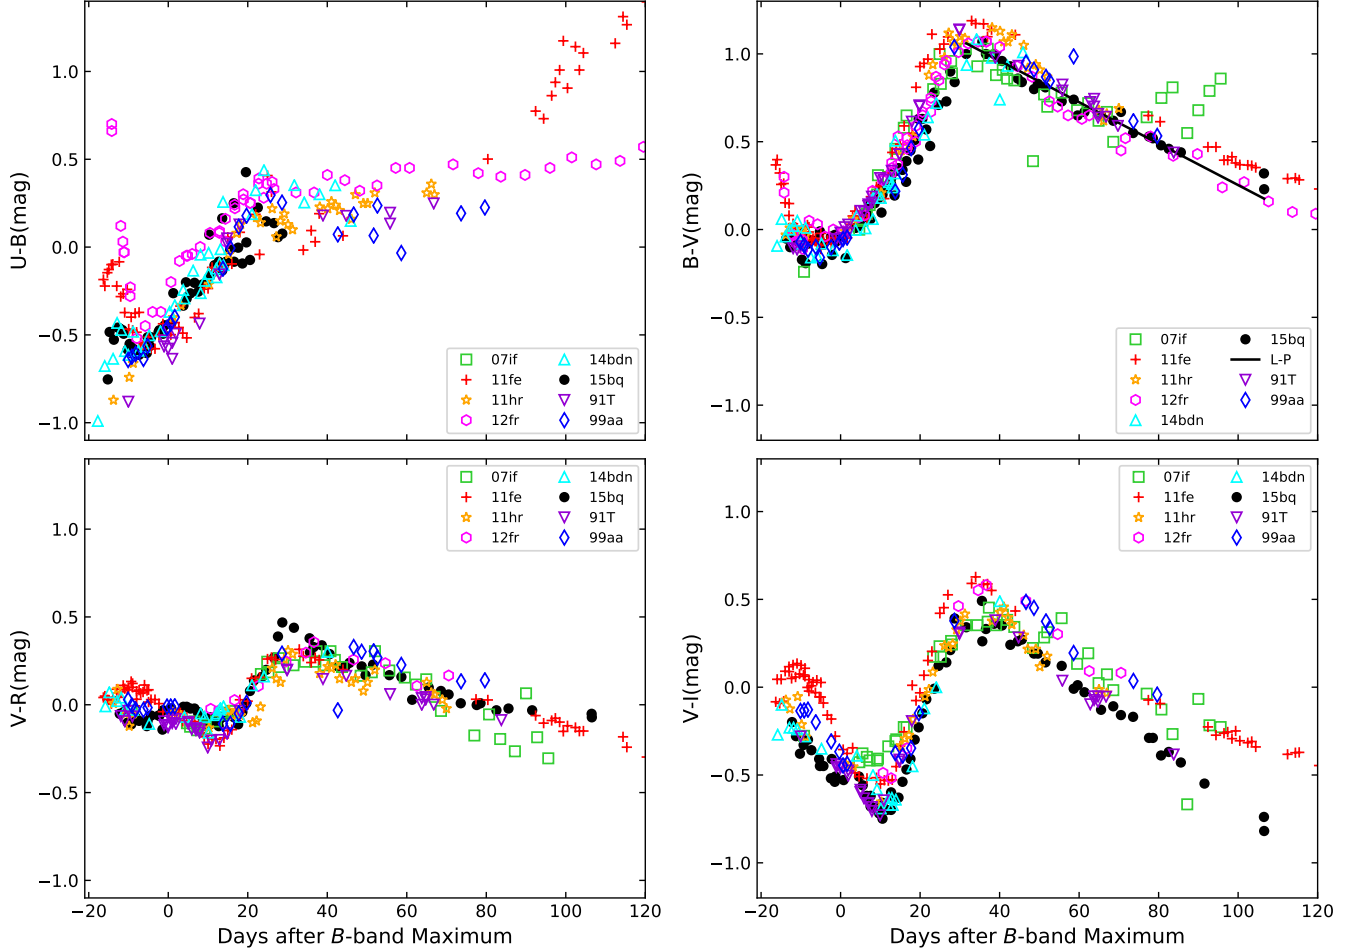 1.0
0.5
0.0
−0.5
−1.0
U-B(mag)
07if
11fe
11hr
12fr
14bdn
15bq
91T
99aa
1.0
0.5
0.0
−0.5
−1.0
B-V(mag)
07if
11fe
11hr
12fr
14bdn
15bq
L-P
91T
99aa
1.0
0.5
0.0
−0.5
−1.0
V-R(mag)
07if
11fe
11hr
12fr
14bdn
15bq
91T
99aa
−20 0 20 40 60 80 100 120
Days after B-band Maximum
1.0
0.5
0.0
−0.5
−1.0
V-I(mag)
07if
11fe
11hr
12fr
14bdn
15bq
91T
99aa
−20 0 20 40 60 80 100 120
Days after B-band Maximum